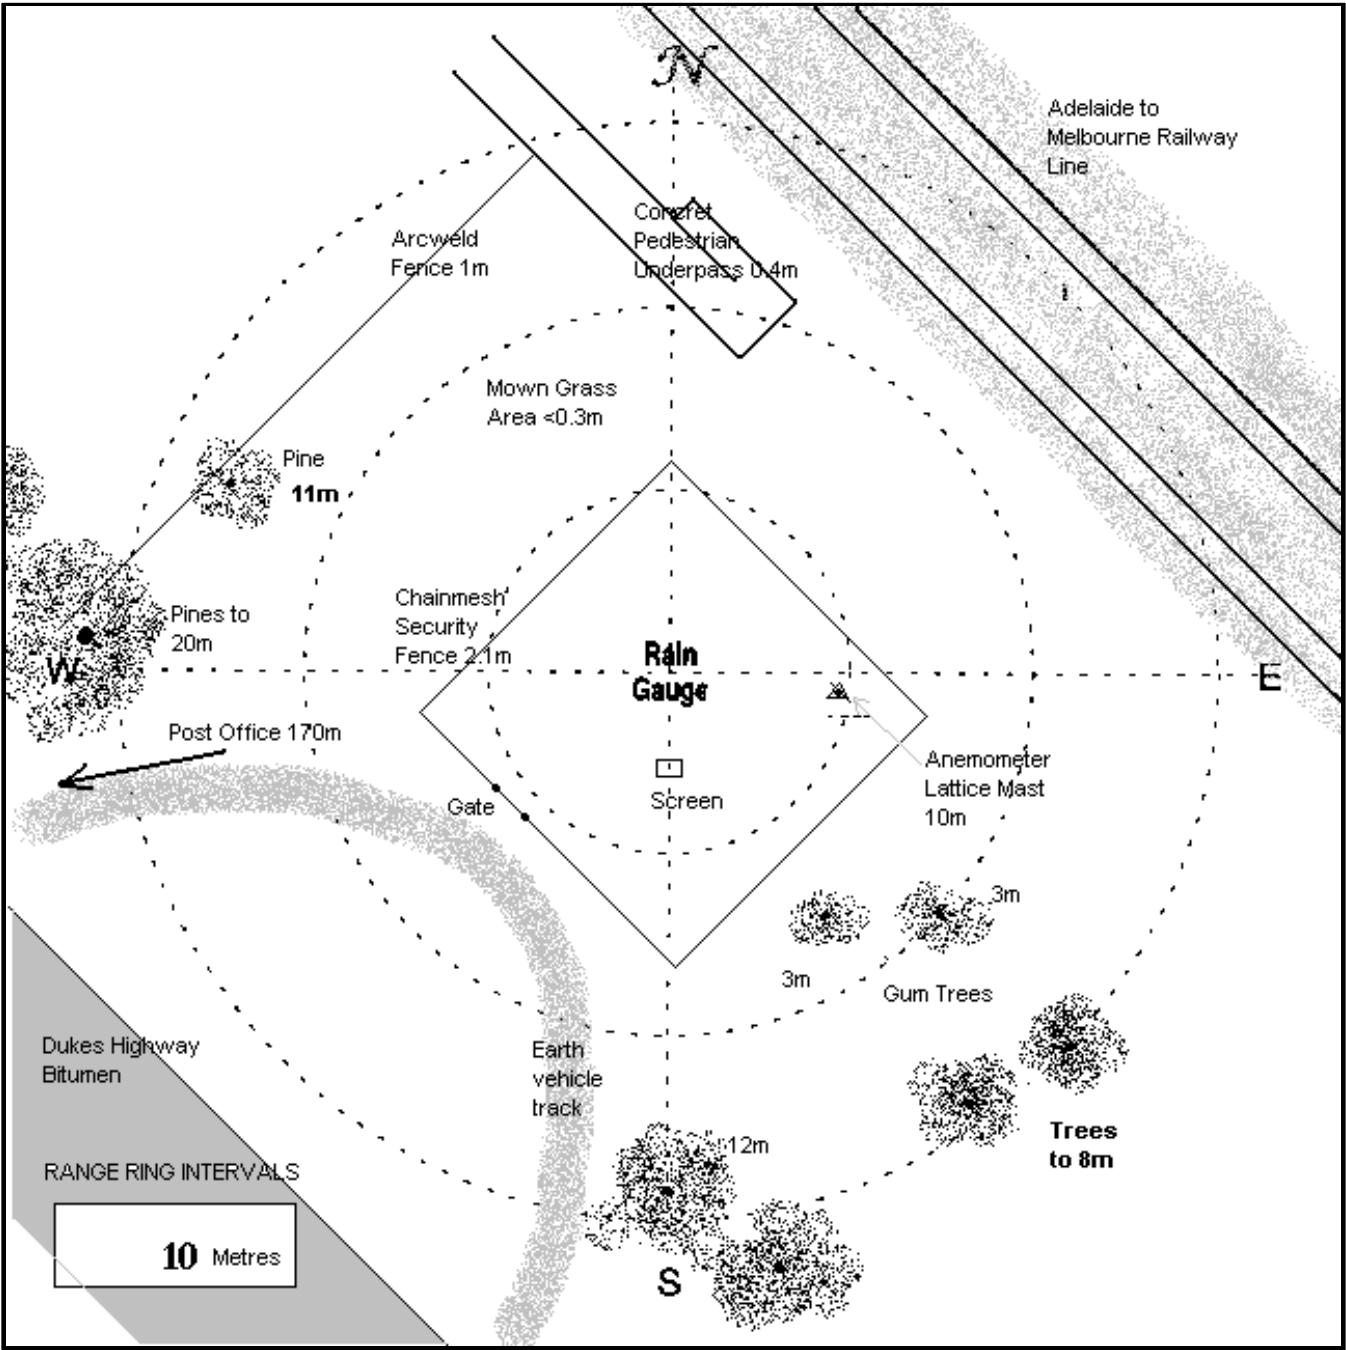 N
Adelaide to
Melbourne Railway
Line
Concret
Pedestrian
Underpass 0.4m
Arcweld
Fence 1m
Mown Grass
Area <0.3m
Pine
11m
Chainmesh
Security
Fence 2.1m
Pines to
20m
W
Rain
Gauge
E
Post Office 170m
Anemometer
Lattice Mast
10m
Screen
Gate
3m
3m
Gum Trees
Earth
vehicle
track
Dukes Highway
Bitumen
12m
Trees
to 8m
RANGE RING INTERVALS
10 Metres
S